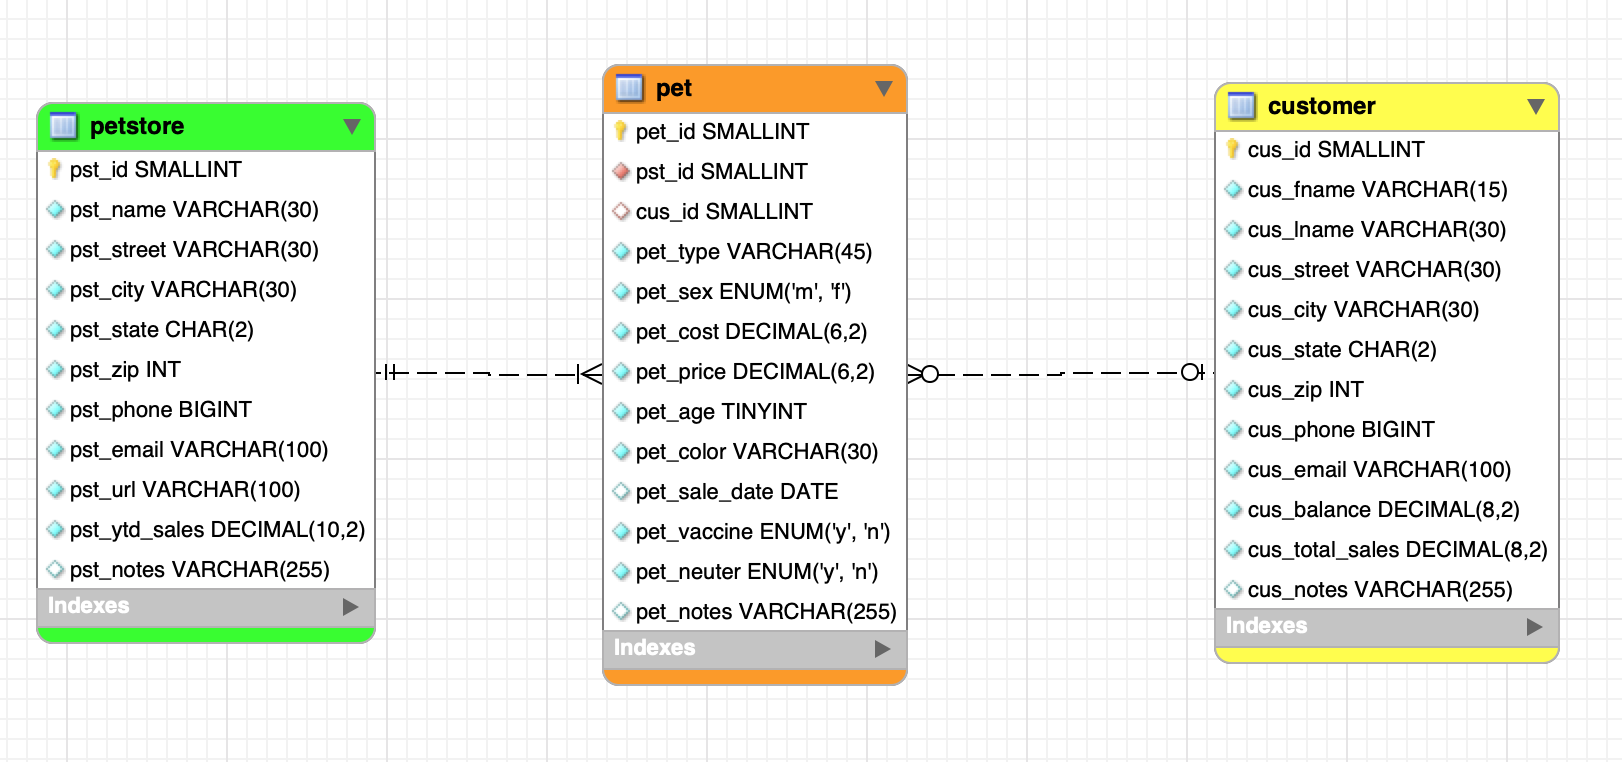 petstore
pst_id SMALLINT
pst_name VARCHAR(30)
pst_street VARCHAR(30)
pst_city VARCHAR(30)
pst_state CHAR(2)
pst_zip INT
pst_phone BIGINT
pst_email VARCHAR(100)
pst_url VARCHAR(100)
pst_ytd_sales DECIMAL(10,2)
pst_notes VARCHAR(255)
Indexes
pet
pet_id SMALLINT
pst_id SMALLINT
cus_id SMALLINT
pet_type VARCHAR(45)
pet_sex ENUM('m', 'f')
pet_cost DECIMAL(6,2)
pet_price DECIMAL(6,2)
pet_age TINYINT
pet_color VARCHAR(30)
pet_sale_date DATE
pet_vaccine ENUM('y', 'n')
pet_neuter ENUM('y', 'n')
pet_notes VARCHAR(255)
Indexes
customer
cus_id SMALLINT
cus_fname VARCHAR(15)
cus_lname VARCHAR(30)
cus_street VARCHAR(30)
cus_city VARCHAR(30)
cus_state CHAR(2)
cus_zip INT
cus_phone BIGINT
cus_email VARCHAR(100)
cus_balance DECIMAL(8,2)
cus_total_sales DECIMAL(8,2)
cus_notes VARCHAR(255)
Indexes